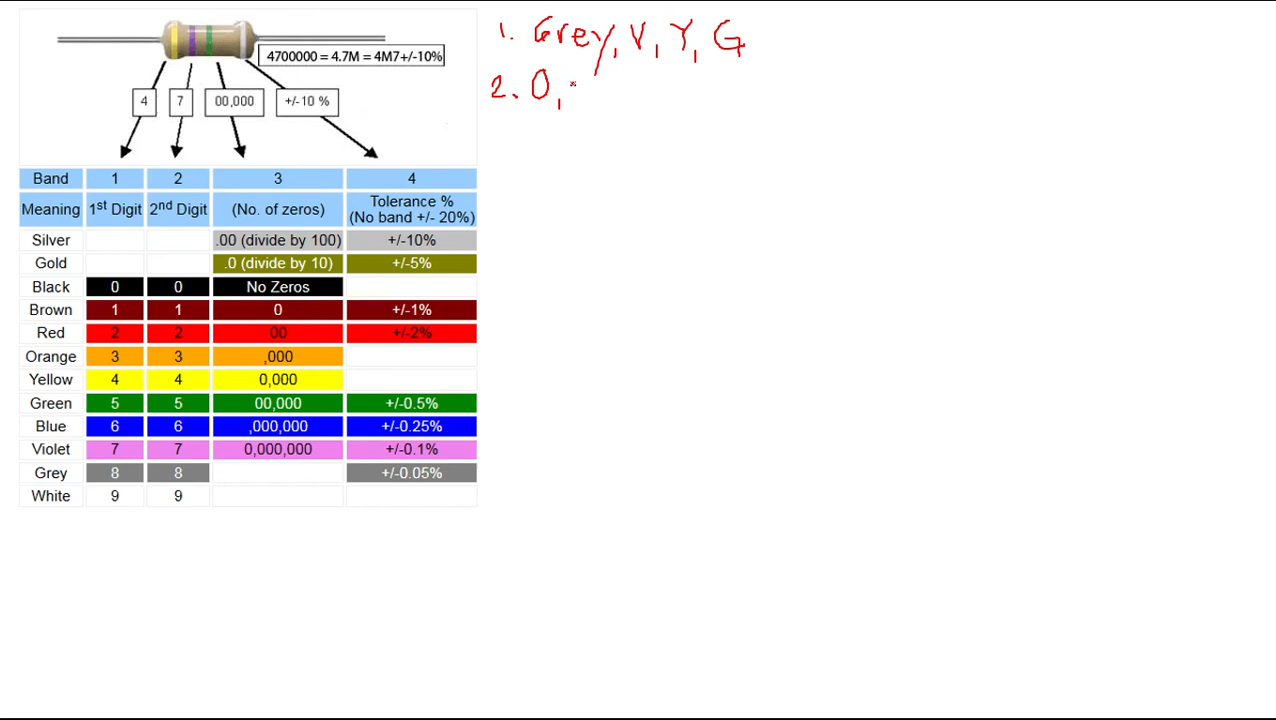 4700000 = 4.7M = 4M7+/-10%
4 7 00,000 +/-10 %
Band 1 2 3 4
Meaning 1st Digit 2nd Digit (No. of zeros) Tolerance % (No band +/- 20%)
Silver .00 (divide by 100) +/-10%
Gold .0 (divide by 10) +/-5%
Black 0 0 No Zeros
Brown 1 1 0 +/-1%
Red 2 2 00 +/-2%
Orange 3 3 ,000
Yellow 4 4 0,000
Green 5 5 00,000 +/-0.5%
Blue 6 6 ,000,000 +/-0.25%
Violet 7 7 0,000,000 +/-0.1%
Grey 8 8 +/-0.05%
White 9 9
1. Grey, V, Y, G
2. O,